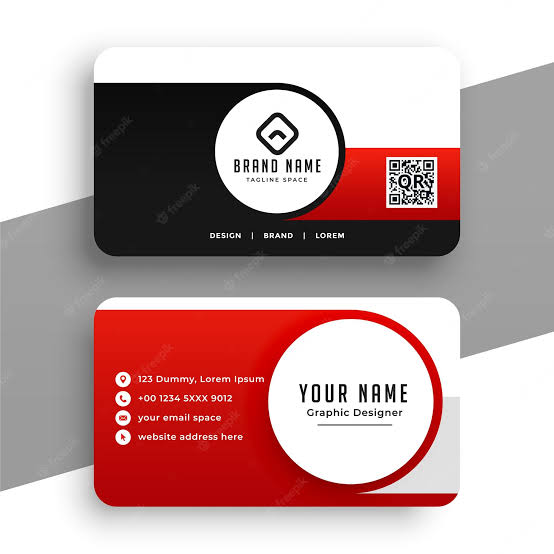 BRAND NAME
TAGLINE SPACE
QR
DESIGN | BRAND | LOREM
123 Dummy, Lorem Ipsum
+00 1234 5XXX 9012
your email space
website address here
YOUR NAME
Graphic Designer
freepik